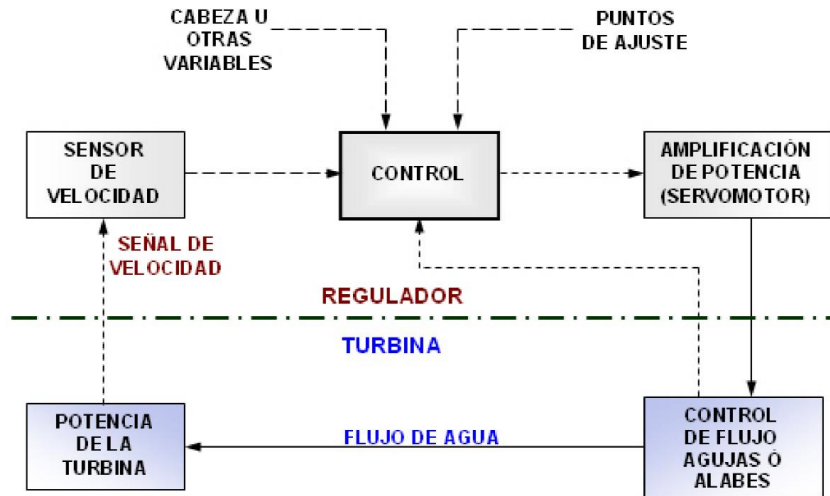 CABEZA U
OTRAS
VARIABLES
PUNTOS
DE AJUSTE
SENSOR
DE
VELOCIDAD
CONTROL
AMPLIFICACIÓN
DE POTENCIA
(SERVOMOTOR)
SEÑAL DE
VELOCIDAD
REGULADOR
TURBINA
POTENCIA
DE LA
TURBINA
FLUJO DE AGUA
CONTROL
DE FLUJO
AGUJAS Ó
ALABES